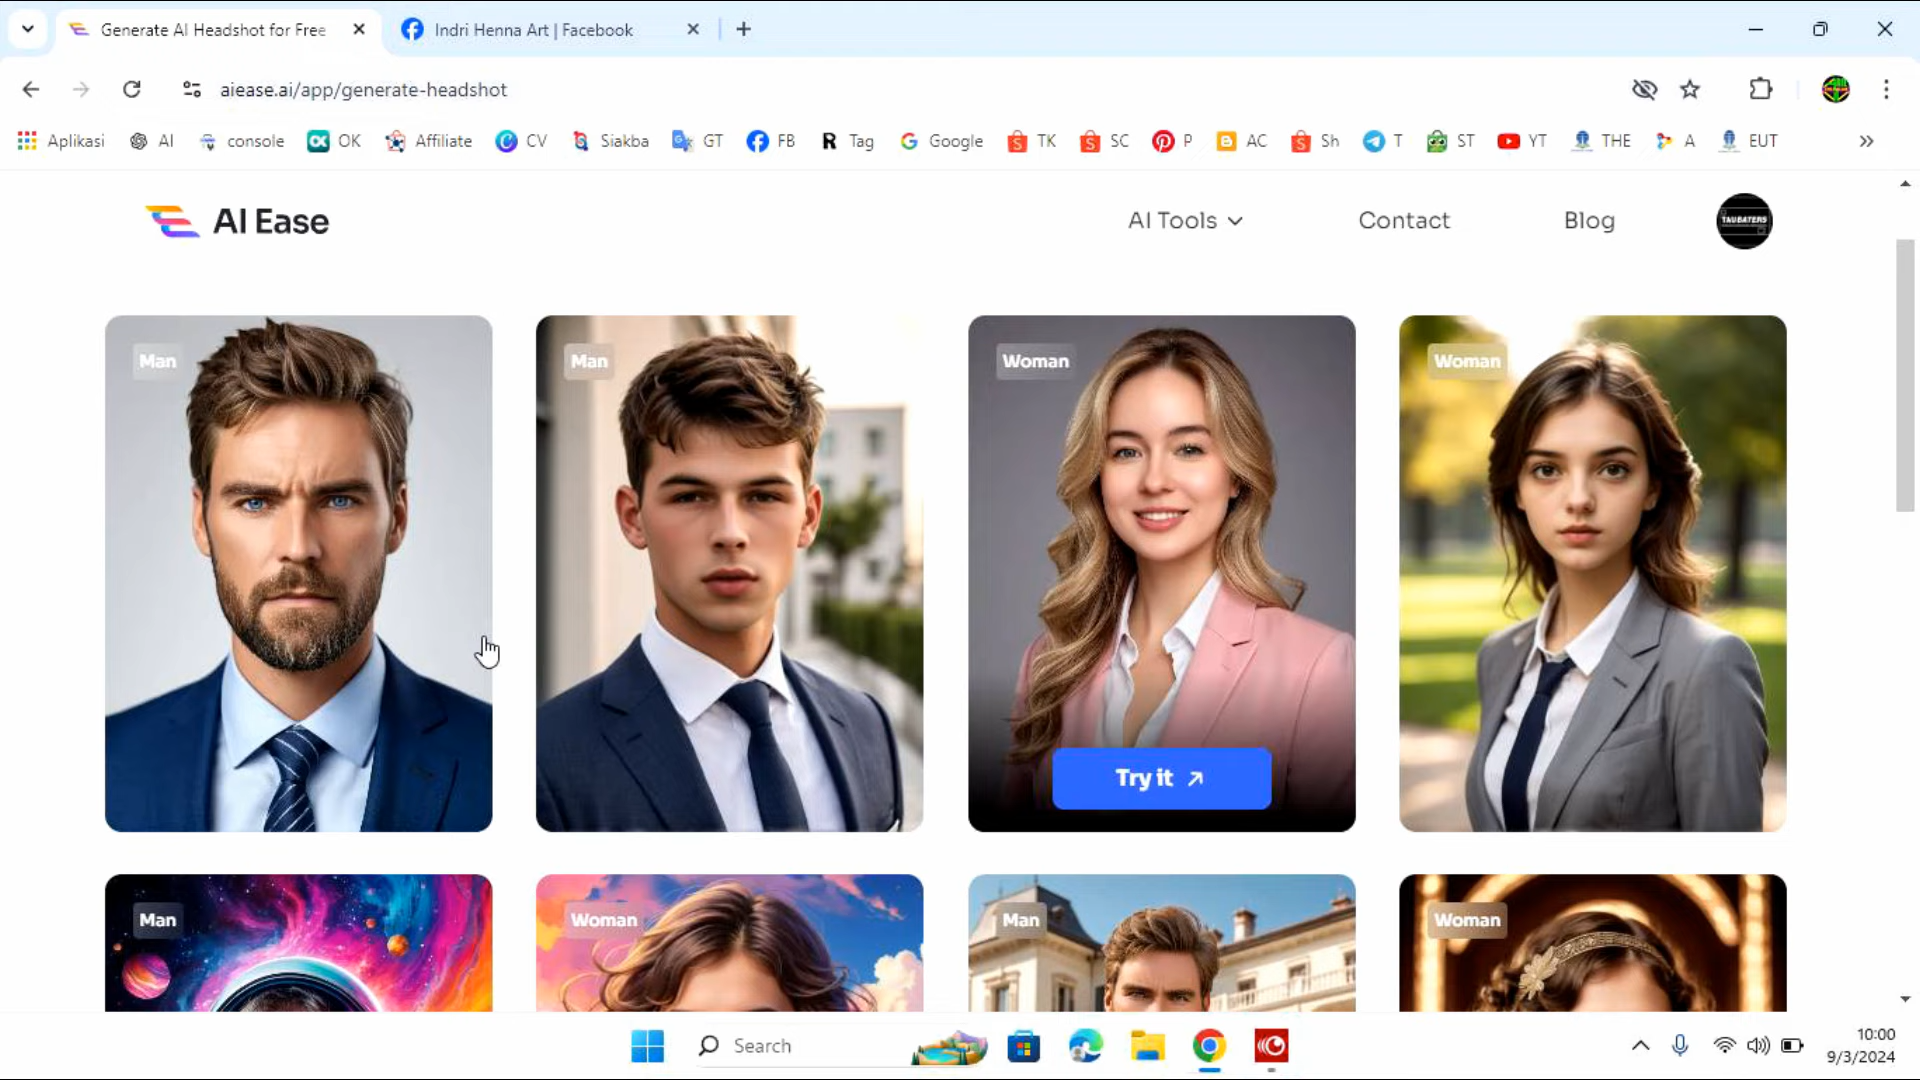 Generate AI Headshot for Free
Indri Henna Art | Facebook
aiease.ai/app/generate-headshot
Aplikasi AI console OK Affiliate CV Siakba GT FB Tag Google TK SC P AC Sh T ST YT THE A EUT
AI Ease AI Tools Contact Blog TAUBATERS
Man Man Woman Woman
Try it
Man Woman Man Woman
Search
10:00
9/3/2024